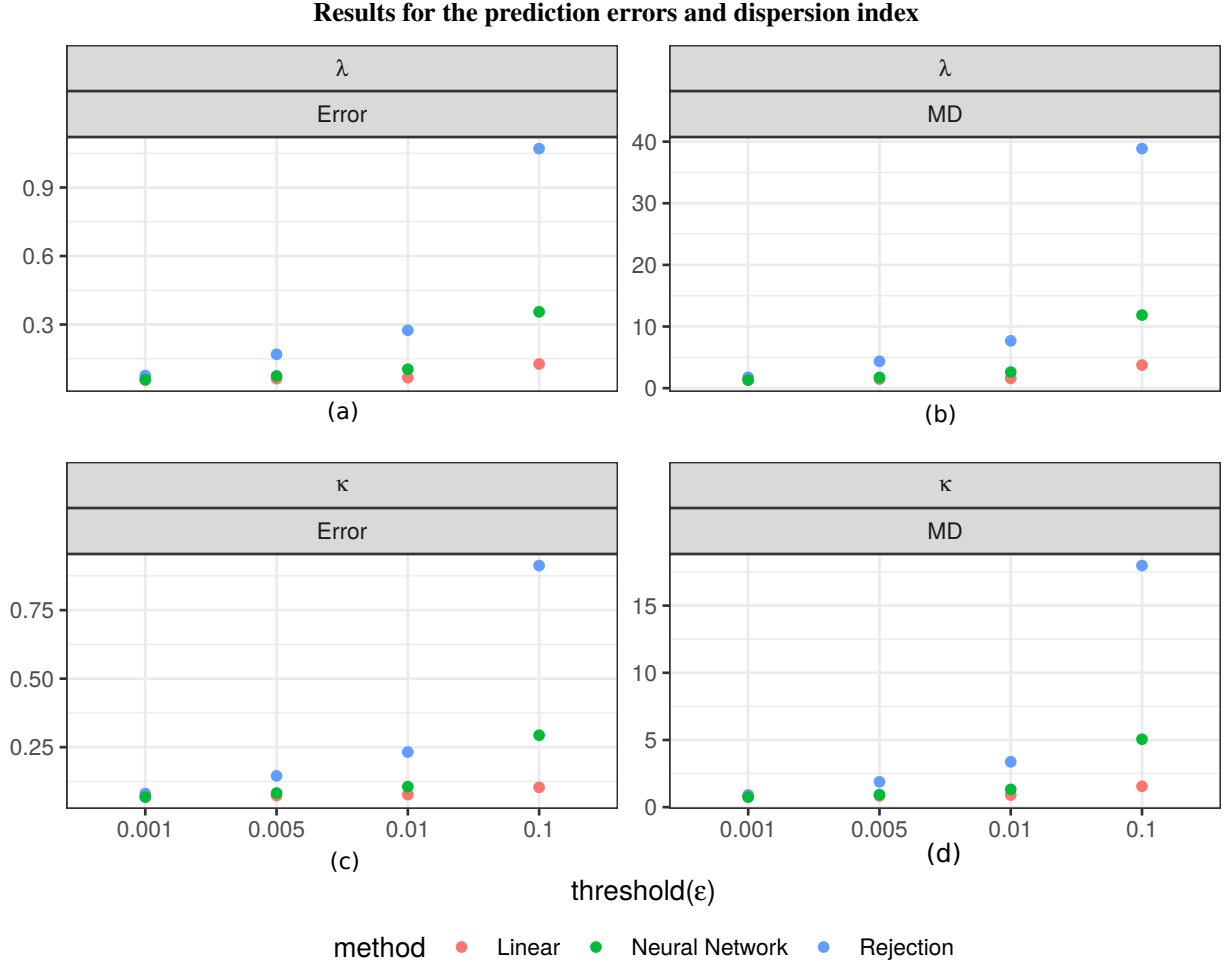 Results for the prediction errors and dispersion index
λ
Error
0.9
0.6
0.3
(a)
λ
MD
40
30
20
10
0
(b)
κ
Error
0.75
0.50
0.25
0.001 0.005 0.01 0.1
(c)
κ
MD
15
10
5
0
0.001 0.005 0.01 0.1
(d)
threshold(ε)
method Linear Neural Network Rejection